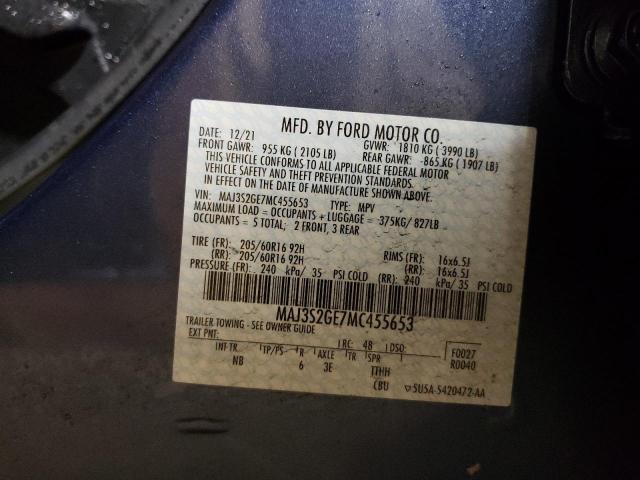 MFD. BY FORD MOTOR CO.
DATE: 12/21 GVWR: 1810 KG ( 3990 LB)
FRONT GAWR: 955 KG ( 2105 LB) REAR GAWR: -865.KG ( 1907 LB)
THIS VEHICLE CONFORMS TO ALL APPLICABLE FEDERAL MOTOR
VEHICLE SAFETY AND THEFT PREVENTION STANDARDS.
IN EFFECT ON THE DATE OF MANUFACTURE SHOWN ABOVE.
VIN: MAJ3S2GE7MC455653 TYPE: MPV
MAXIMUM LOAD = OCCUPANTS + LUGGAGE = 375KG/ 827LB
OCCUPANTS = 5 TOTAL; 2 FRONT, 3 REAR
TIRE (FR): 205/60R16 92H RIMS (FR): 16x6.5J
(RR): 205/60R16 92H (RR): 16x6.5J
PRESSURE (FR): 240 kPa/ 35 PSI COLD (RR): 240 kPa/ 35 PSI COLD
MAJ3S2GE7MC455653
TRAILER TOWING - SEE OWNER GUIDE
EXT PNT: RC: 48 DSO: F0027
R0040
INT TR TP/PS R AXLE TR SPR
NB 6 3E TTHH
CBU 5U5A-5420472-AA